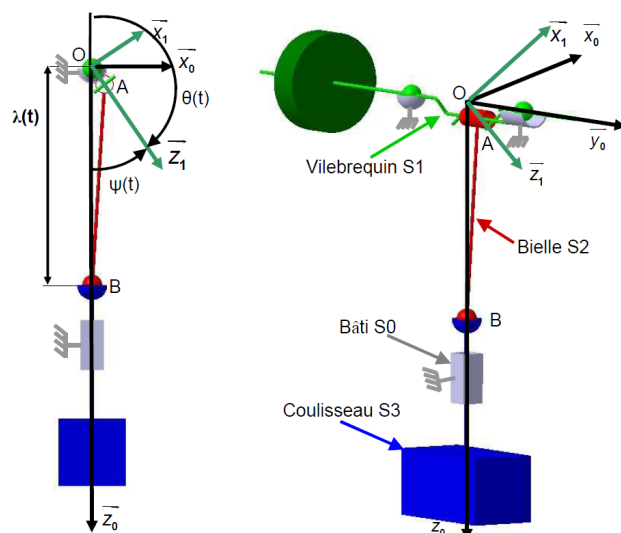 O
x₁
x₀
A
θ(t)
λ(t)
z₁
ψ(t)
B
z₀
x₁
x₀
O
A
y₀
Vilebrequin S1
z₁
Bielle S2
B
Bâti S0
Coulisseau S3
z₀